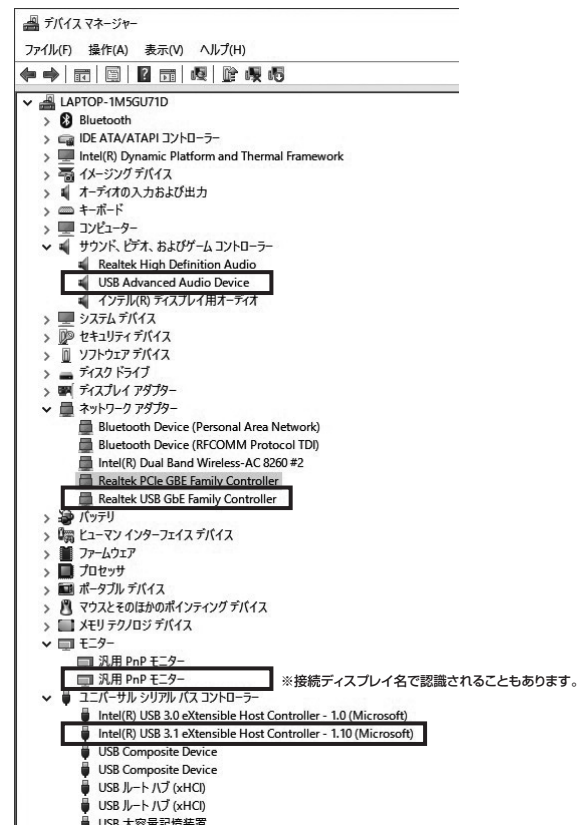 デバイス マネージャー
ファイル(F) 操作(A) 表示(V) ヘルプ(H)
LAPTOP-1M5GU71D
Bluetooth
IDE ATA/ATAPI コントローラー
Intel(R) Dynamic Platform and Thermal Framework
イメージング デバイス
オーディオの入力および出力
キーボード
コンピューター
サウンド、ビデオ、およびゲーム コントローラー
Realtek High Definition Audio
USB Advanced Audio Device
インテル(R) ディスプレイ用オーディオ
システム デバイス
セキュリティ デバイス
ソフトウェア デバイス
ディスク ドライブ
ディスプレイ アダプター
ネットワーク アダプター
Bluetooth Device (Personal Area Network)
Bluetooth Device (RFCOMM Protocol TDI)
Intel(R) Dual Band Wireless-AC 8260 #2
Realtek PCIe GBE Family Controller
Realtek USB GbE Family Controller
バッテリ
ヒューマン インターフェイス デバイス
ファームウェア
プロセッサ
ポータブル デバイス
マウスとそのほかのポインティング デバイス
メモリ テクノロジ デバイス
モニター
汎用 PnP モニター
汎用 PnP モニター ※接続ディスプレイ名で認識されることもあります。
ユニバーサル シリアル バス コントローラー
Intel(R) USB 3.0 eXtensible Host Controller - 1.0 (Microsoft)
Intel(R) USB 3.1 eXtensible Host Controller - 1.10 (Microsoft)
USB Composite Device
USB Composite Device
USB ルート ハブ (xHCI)
USB ルート ハブ (xHCI)
USB 大容量記憶装置